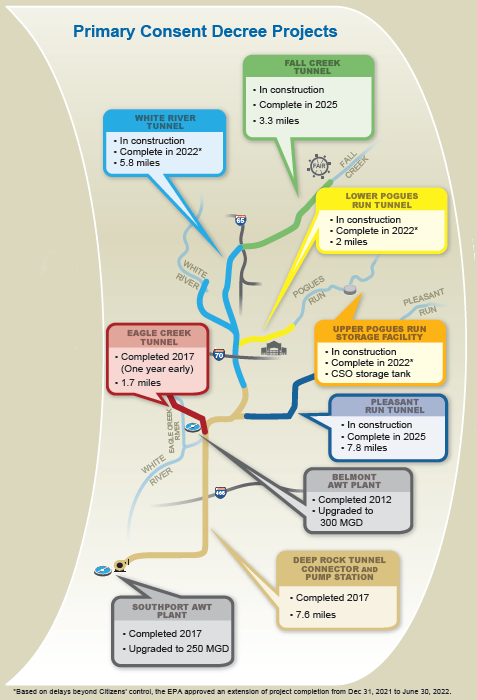 Primary Consent Decree Projects
FALL CREEK
TUNNEL
• In construction
• Complete in 2025
• 3.3 miles
WHITE RIVER
TUNNEL
• In construction
• Complete in 2022*
• 5.8 miles
FAIR
FALL
CREEK
LOWER POGUES
RUN TUNNEL
• In construction
• Complete in 2022*
• 2 miles
65
WHITE
RIVER
POGUES
RUN
PLEASANT
RUN
EAGLE CREEK
TUNNEL
• Completed 2017
(One year early)
• 1.7 miles
70
UPPER POGUES RUN
STORAGE FACILITY
• In construction
• Complete in 2022*
• CSO storage tank
PLEASANT
RUN TUNNEL
• In construction
• Complete in 2025
• 7.8 miles
EAGLE CREEK
RIVER
WHITE
RIVER
BELMONT
AWT PLANT
• Completed 2012
• Upgraded to
300 MGD
465
DEEP ROCK TUNNEL
CONNECTOR AND
PUMP STATION
• Completed 2017
• 7.6 miles
SOUTHPORT AWT
PLANT
• Completed 2017
• Upgraded to 250 MGD
*Based on delays beyond Citizens' control, the EPA approved an extension of project completion from Dec 31, 2021 to June 30, 2022.